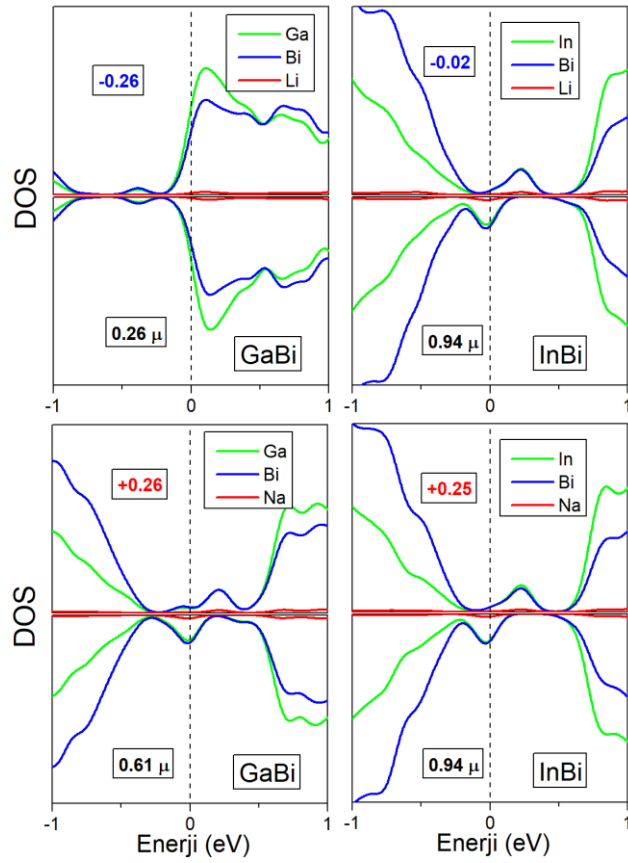 DOS
-0.26
Ga
Bi
Li
0.26 μ
GaBi
-1
0
1
-0.02
In
Bi
Li
0.94 μ
InBi
-1
0
1
DOS
+0.26
Ga
Bi
Na
0.61 μ
GaBi
-1
0
1
Enerji (eV)
+0.25
In
Bi
Na
0.94 μ
InBi
-1
0
1
Enerji (eV)